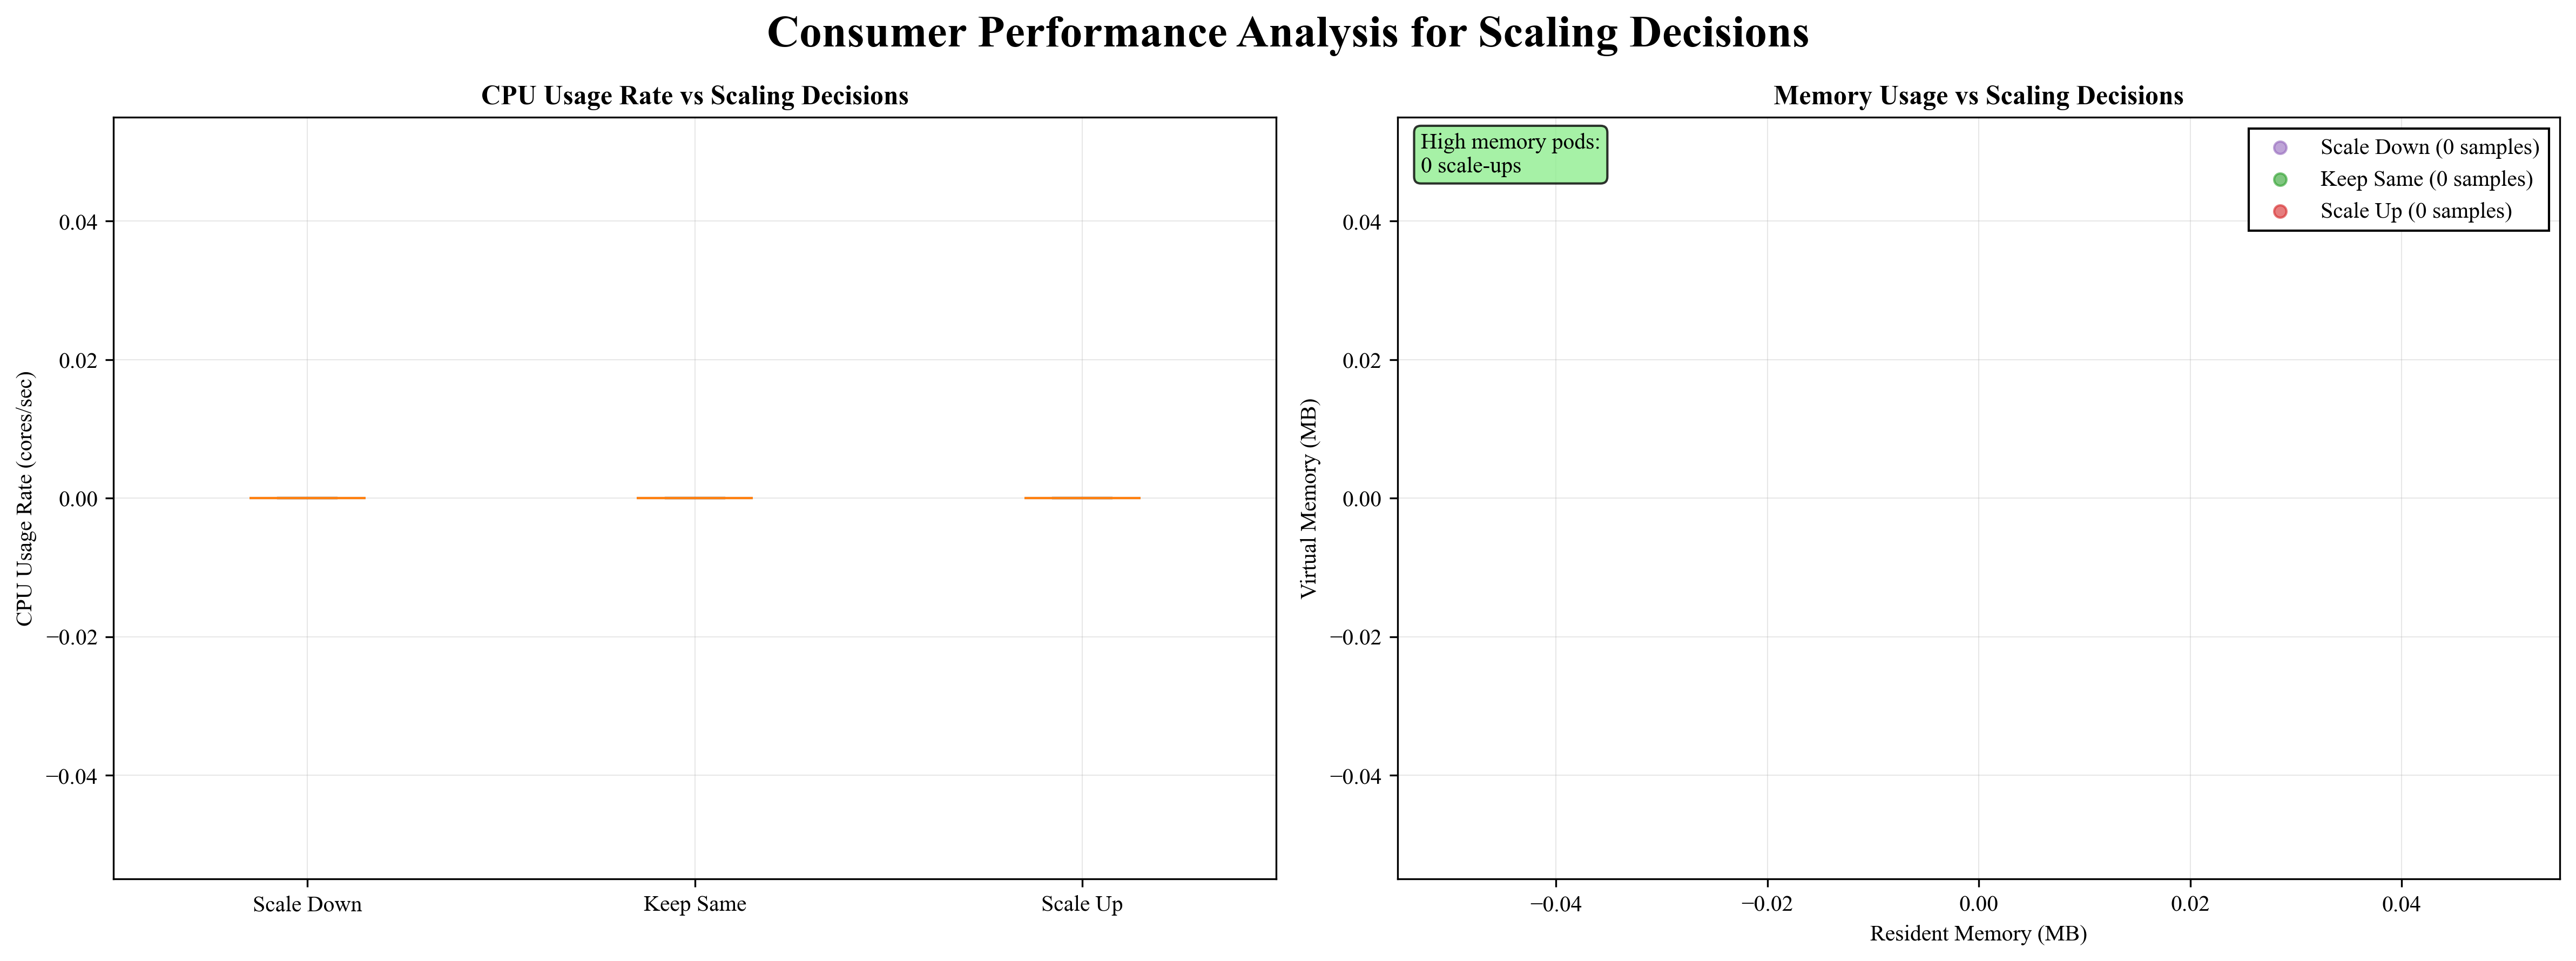 Consumer Performance Analysis for Scaling Decisions
CPU Usage Rate vs Scaling Decisions
CPU Usage Rate (cores/sec)
0.04
0.02
0.00
−0.02
−0.04
Scale Down
Keep Same
Scale Up
Memory Usage vs Scaling Decisions
High memory pods:
0 scale-ups
Scale Down (0 samples)
Keep Same (0 samples)
Scale Up (0 samples)
Virtual Memory (MB)
0.04
0.02
0.00
−0.02
−0.04
−0.04
−0.02
0.00
0.02
0.04
Resident Memory (MB)